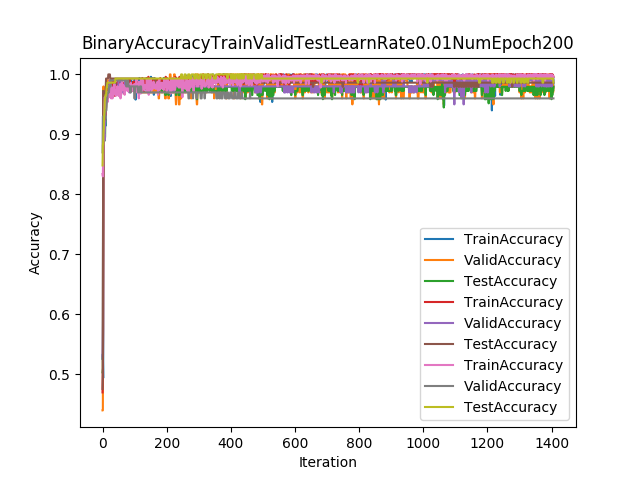 BinaryAccuracyTrainValidTestLearnRate0.01NumEpoch200
Accuracy
1.0
0.9
0.8
0.7
0.6
0.5
TrainAccuracy
ValidAccuracy
TestAccuracy
TrainAccuracy
ValidAccuracy
TestAccuracy
TrainAccuracy
ValidAccuracy
TestAccuracy
0 200 400 600 800 1000 1200 1400
Iteration